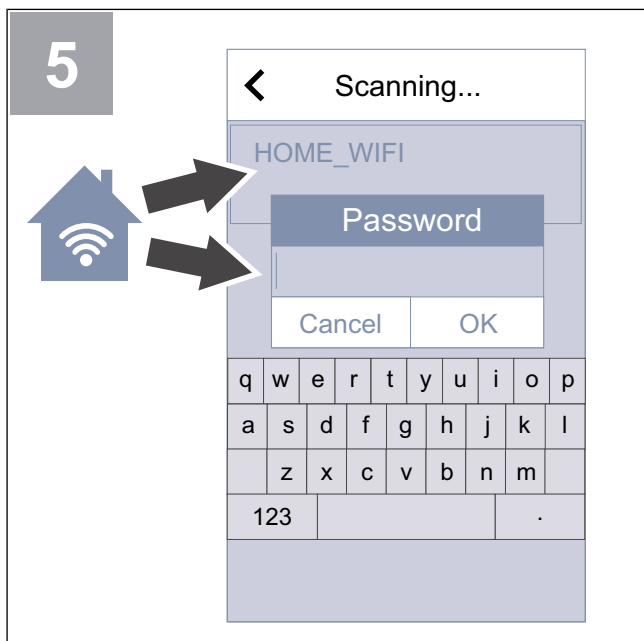 5
Scanning...
HOME_WIFI
Password
Cancel OK
q w e r t y u i o p
a s d f g h j k l
z x c v b n m
123 .